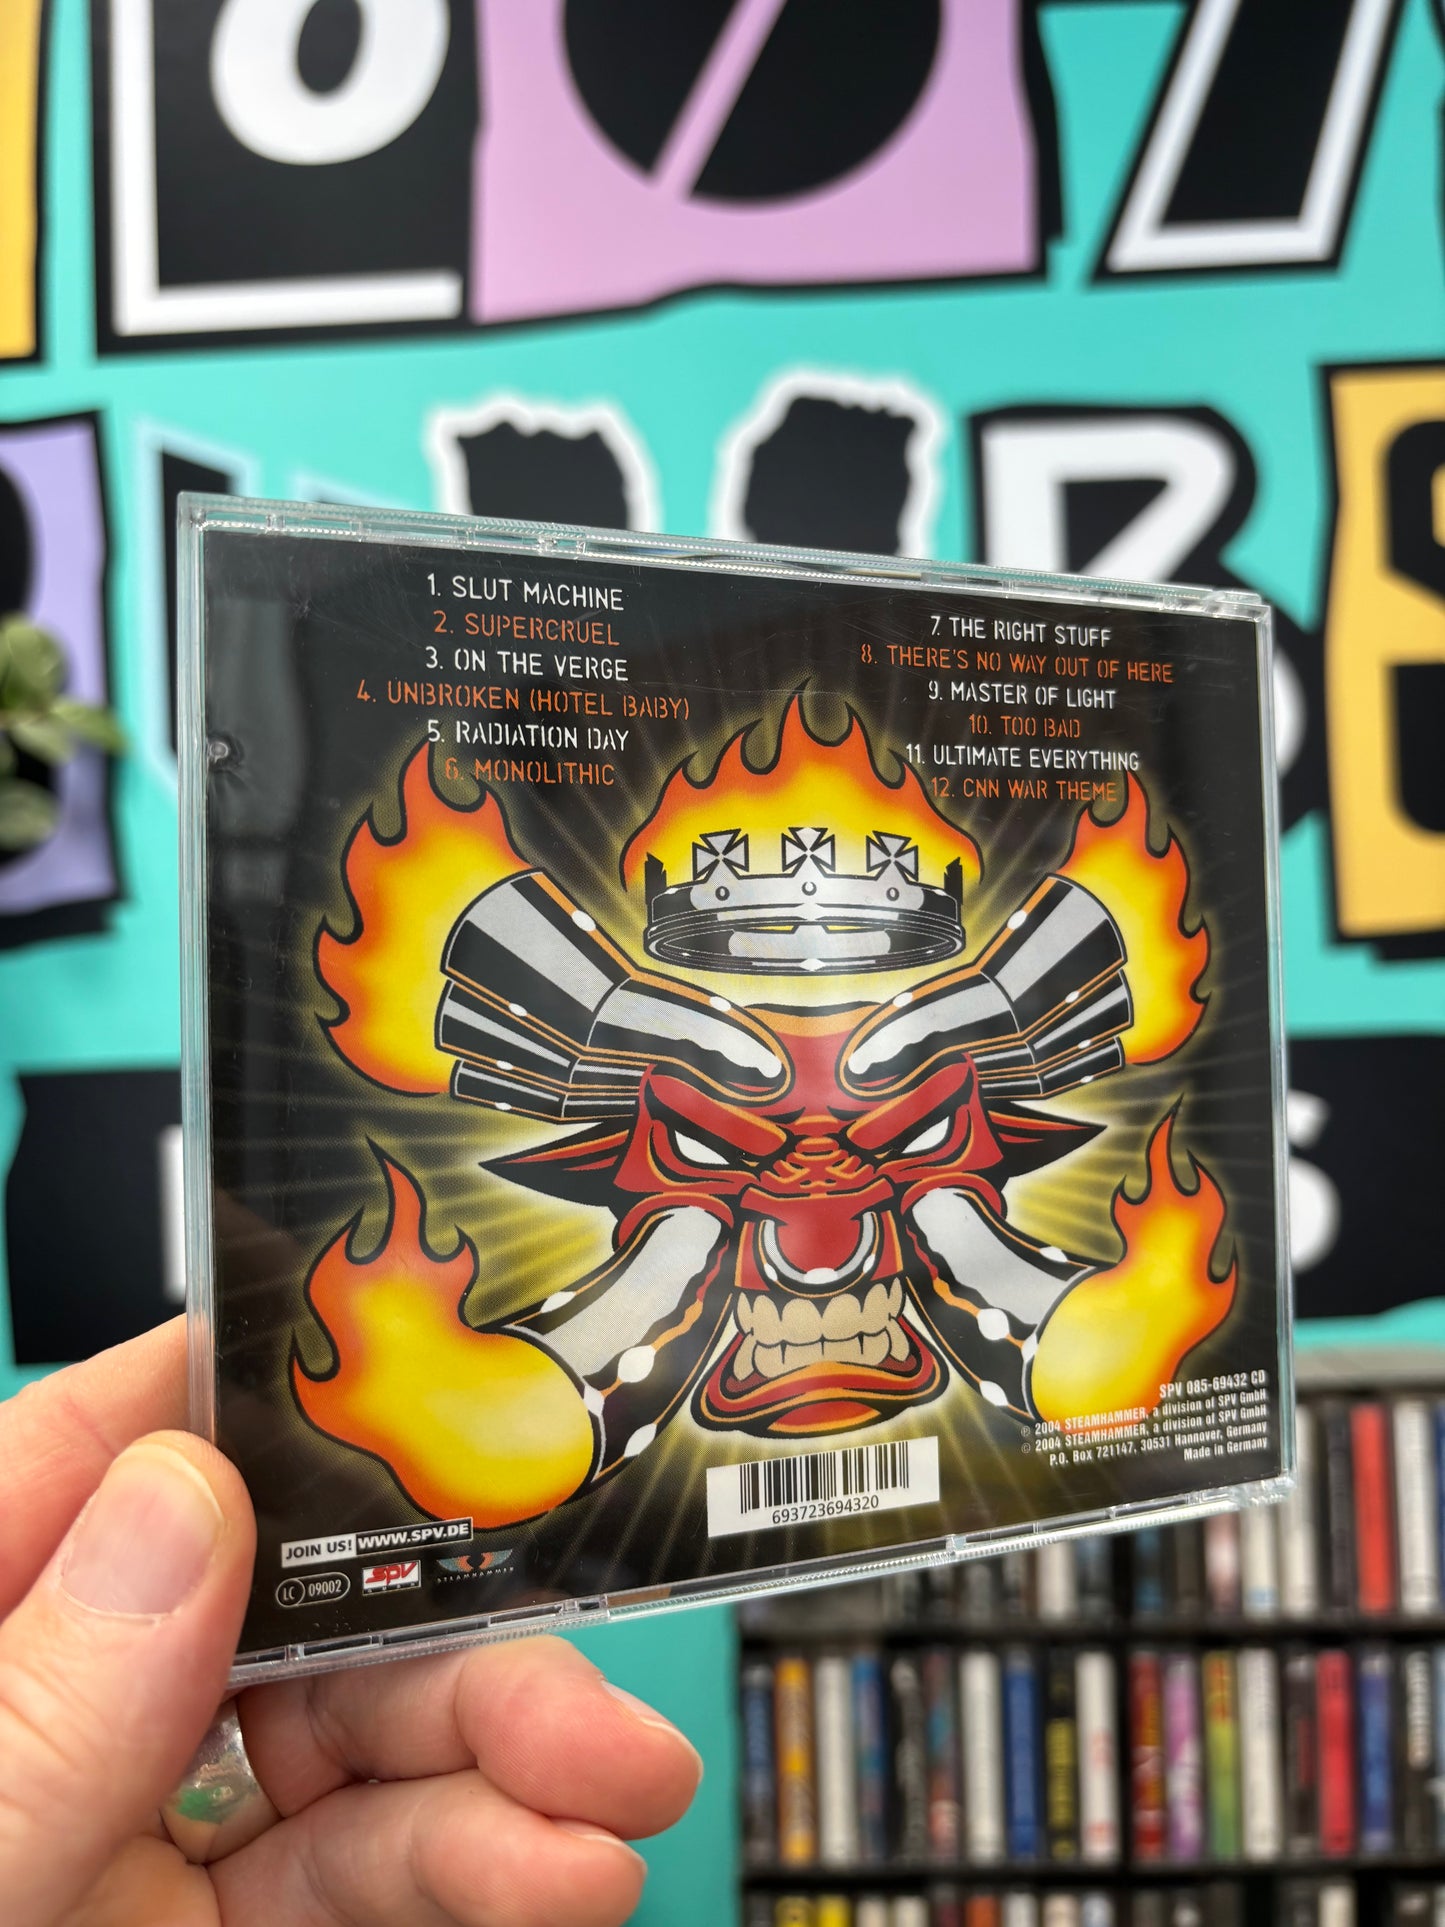 1. SLUT MACHINE
2. SUPERCRUEL
3. ON THE VERGE
4. UNBROKEN (HOTEL BABY)
5. RADIATION DAY
6. MONOLITHIC
7. THE RIGHT STUFF
8. THERE'S NO WAY OUT OF HERE
9. MASTER OF LIGHT
10. TOO BAD
11. ULTIMATE EVERYTHING
12. CNN WAR THEME
SPV 085-69432 CD
℗ 2004 STEAMHAMMER, a division of SPV GmbH
© 2004 STEAMHAMMER, a division of SPV GmbH
P.O. Box 721147, 30531 Hannover, Germany
Made in Germany
693723694320
JOIN US! WWW.SPV.DE
LC 09002
SPV
STEAMHAMMER